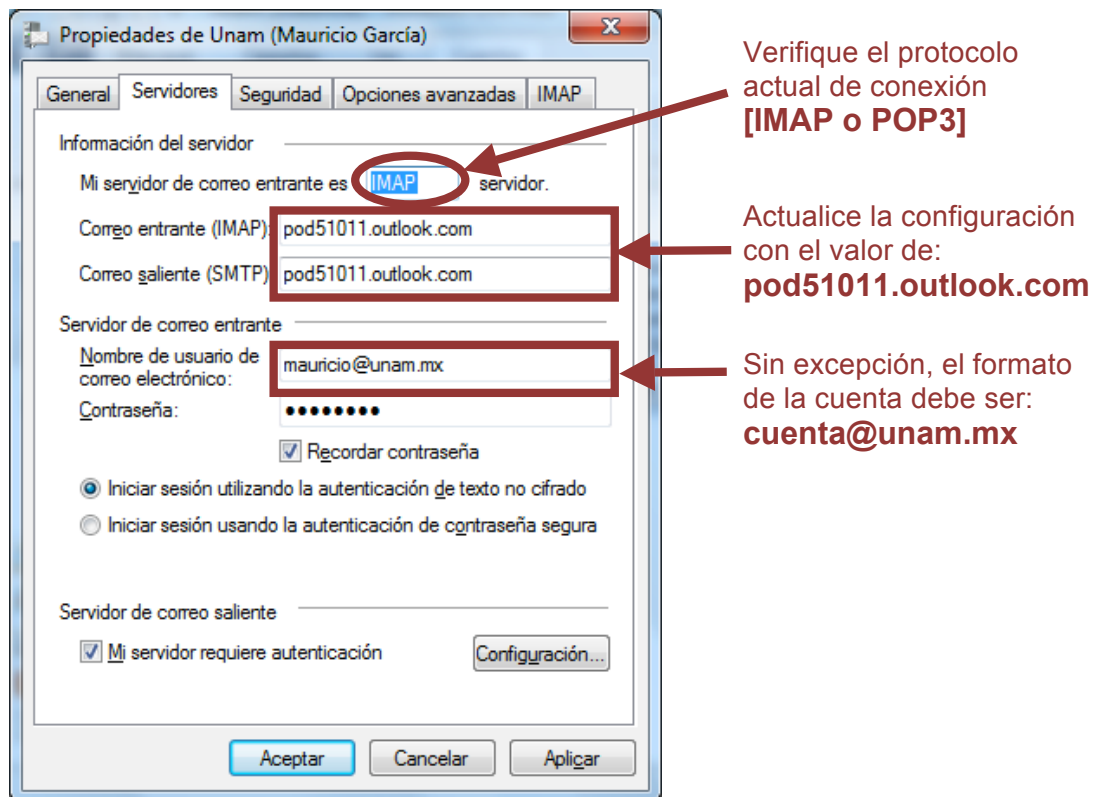 Propiedades de Unam (Mauricio García)
General Servidores Seguridad Opciones avanzadas IMAP
Información del servidor
Mi servidor de correo entrante es IMAP servidor.
Correo entrante (IMAP): pod51011.outlook.com
Correo saliente (SMTP) pod51011.outlook.com
Servidor de correo entrante
Nombre de usuario de
correo electrónico: mauricio@unam.mx
Contraseña: ●●●●●●●●
Recordar contraseña
Iniciar sesión utilizando la autenticación de texto no cifrado
Iniciar sesión usando la autenticación de contraseña segura
Servidor de correo saliente
Mi servidor requiere autenticación Configuración...
Aceptar Cancelar Aplicar
Verifique el protocolo
actual de conexión
[IMAP o POP3]
Actualice la configuración
con el valor de:
pod51011.outlook.com
Sin excepción, el formato
de la cuenta debe ser:
cuenta@unam.mx